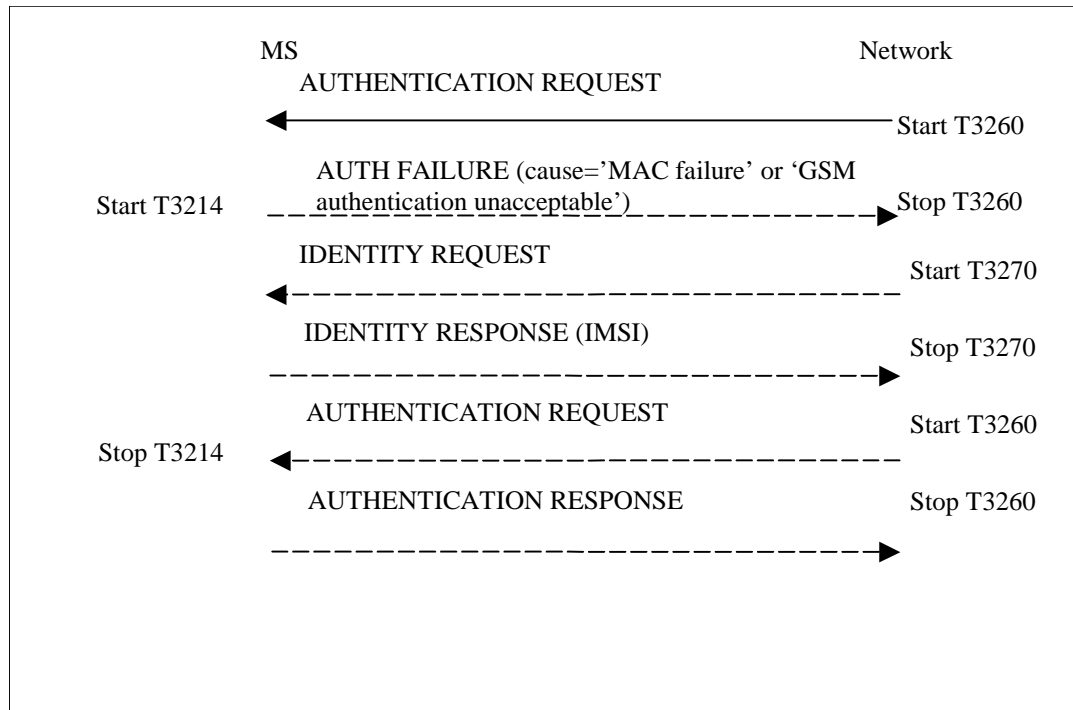 MS Network
AUTHENTICATION REQUEST
Start T3260
AUTH FAILURE (cause=’MAC failure’ or ‘GSM
authentication unacceptable’)
Start T3214
Stop T3260
IDENTITY REQUEST
Start T3270
IDENTITY RESPONSE (IMSI)
Stop T3270
AUTHENTICATION REQUEST
Start T3260
Stop T3214
AUTHENTICATION RESPONSE
Stop T3260